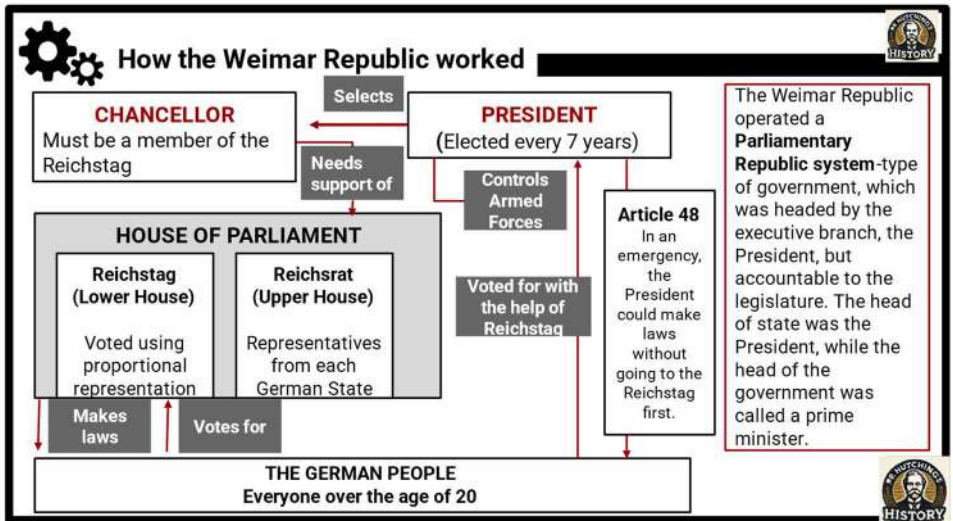 How the Weimar Republic worked
DR. HUTCHINGS
HISTORY
CHANCELLOR
Must be a member of the
Reichstag
Selects
PRESIDENT
(Elected every 7 years)
Needs
support of
Controls
Armed
Forces
HOUSE OF PARLIAMENT
Reichstag
(Lower House)
Voted using
proportional
representation
Reichsrat
(Upper House)
Representatives
from each
German State
Voted for with
the help of
Reichstag
Article 48
In an
emergency,
the
President
could make
laws
without
going to the
Reichstag
first.
Makes
laws
Votes for
THE GERMAN PEOPLE
Everyone over the age of 20
The Weimar Republic
operated a
Parliamentary
Republic system-type
of government, which
was headed by the
executive branch, the
President, but
accountable to the
legislature. The head
of state was the
President, while the
head of the
government was
called a prime
minister.
DR. HUTCHINGS
HISTORY